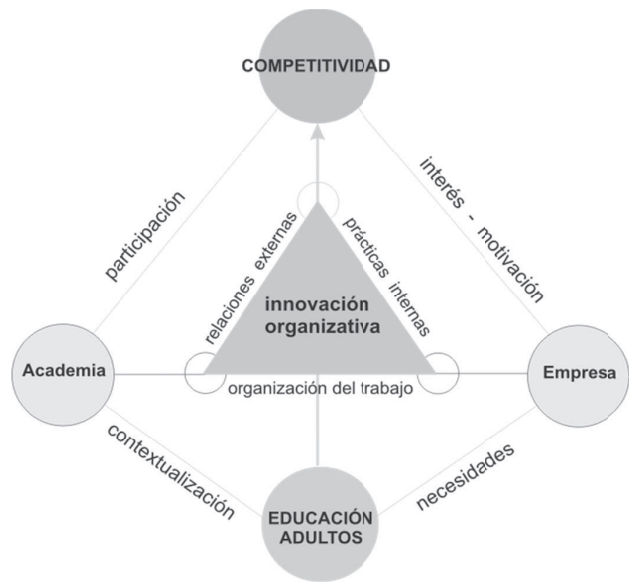 COMPETITIVIDAD
participación
interés - motivación
relaciones externas
prácticas internas
innovación
organizativa
Academia
Empresa
organización del trabajo
contextualización
necesidades
EDUCACIÓN
ADULTOS